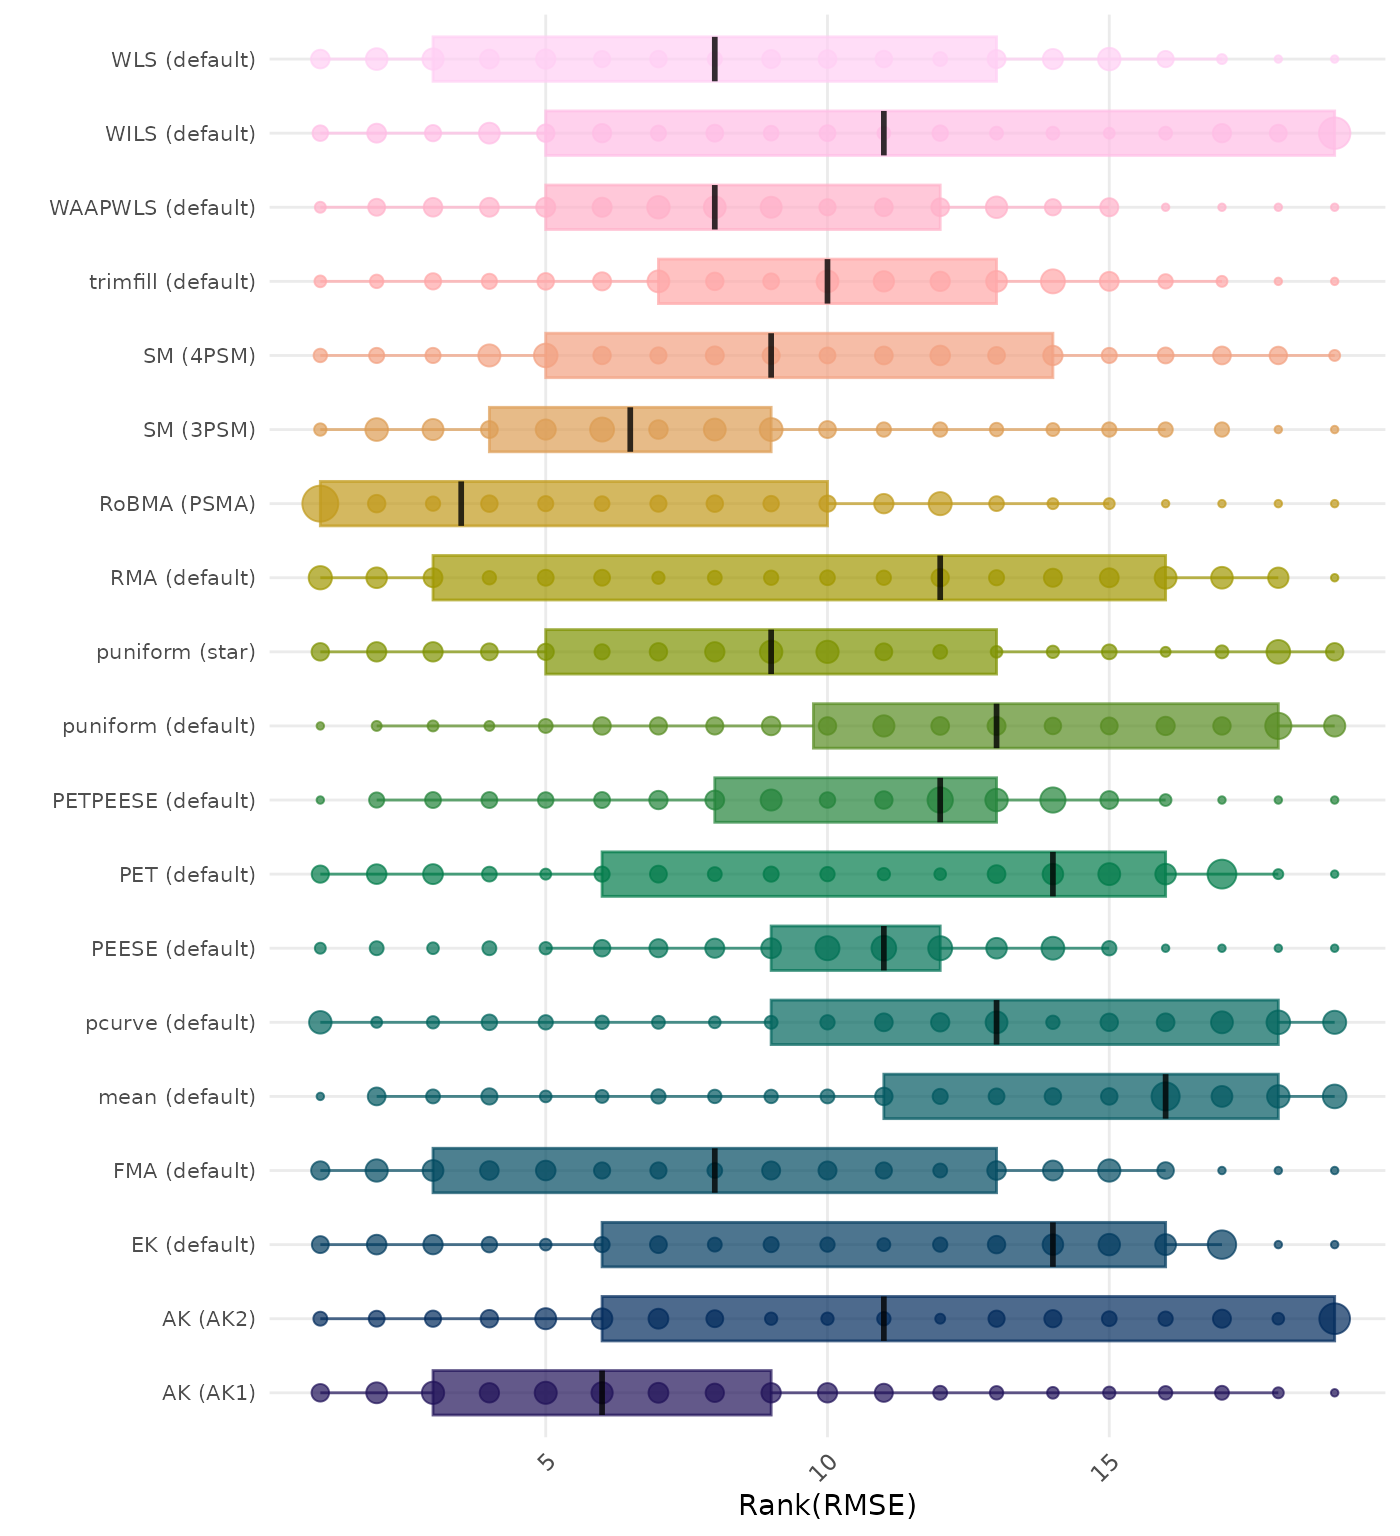 WLS (default)
WILS (default)
WAAPWLS (default)
trimfill (default)
SM (4PSM)
SM (3PSM)
RoBMA (PSMA)
RMA (default)
puniform (star)
puniform (default)
PETPEESE (default)
PET (default)
PEESE (default)
pcurve (default)
mean (default)
FMA (default)
EK (default)
AK (AK2)
AK (AK1)
5
10
15
Rank(RMSE)